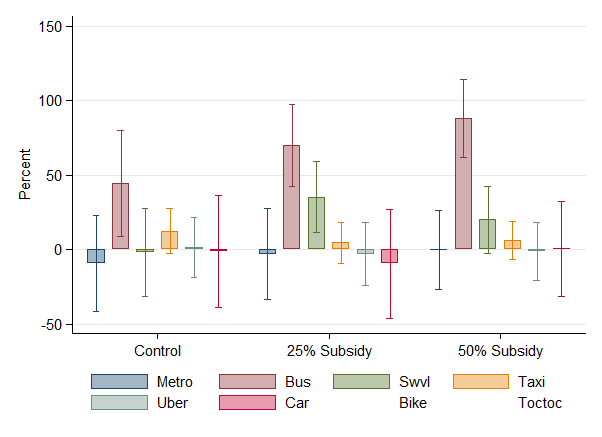 150
100
50
0
-50
Percent
Control 25% Subsidy 50% Subsidy
Metro Bus Swvl Taxi
Uber Car Bike Toctoc